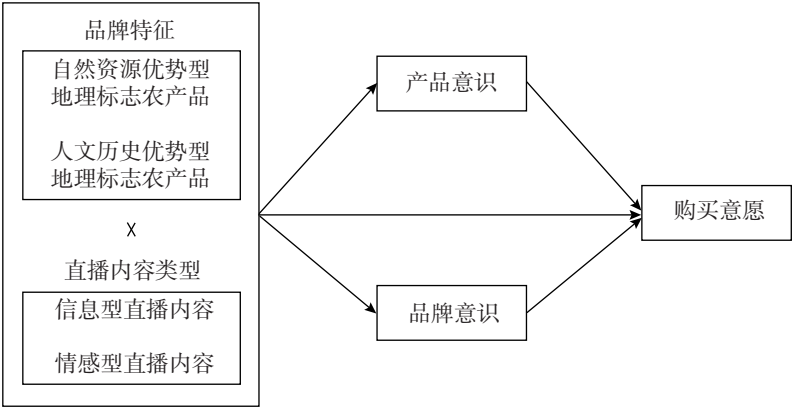 品牌特征
自然资源优势型
地理标志农产品
人文历史优势型
地理标志农产品
×
直播内容类型
信息型直播内容
情感型直播内容
产品意识
品牌意识
购买意愿